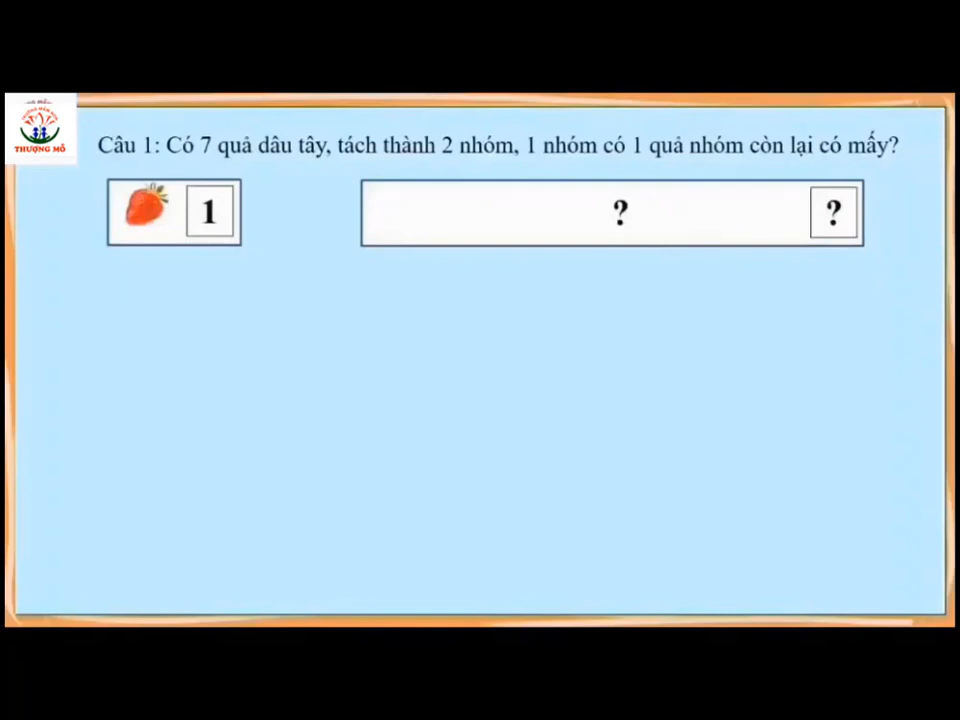 THƯỢNG MỖ
Câu 1: Có 7 quả dâu tây, tách thành 2 nhóm, 1 nhóm có 1 quả nhóm còn lại có mấy?
1
?
?